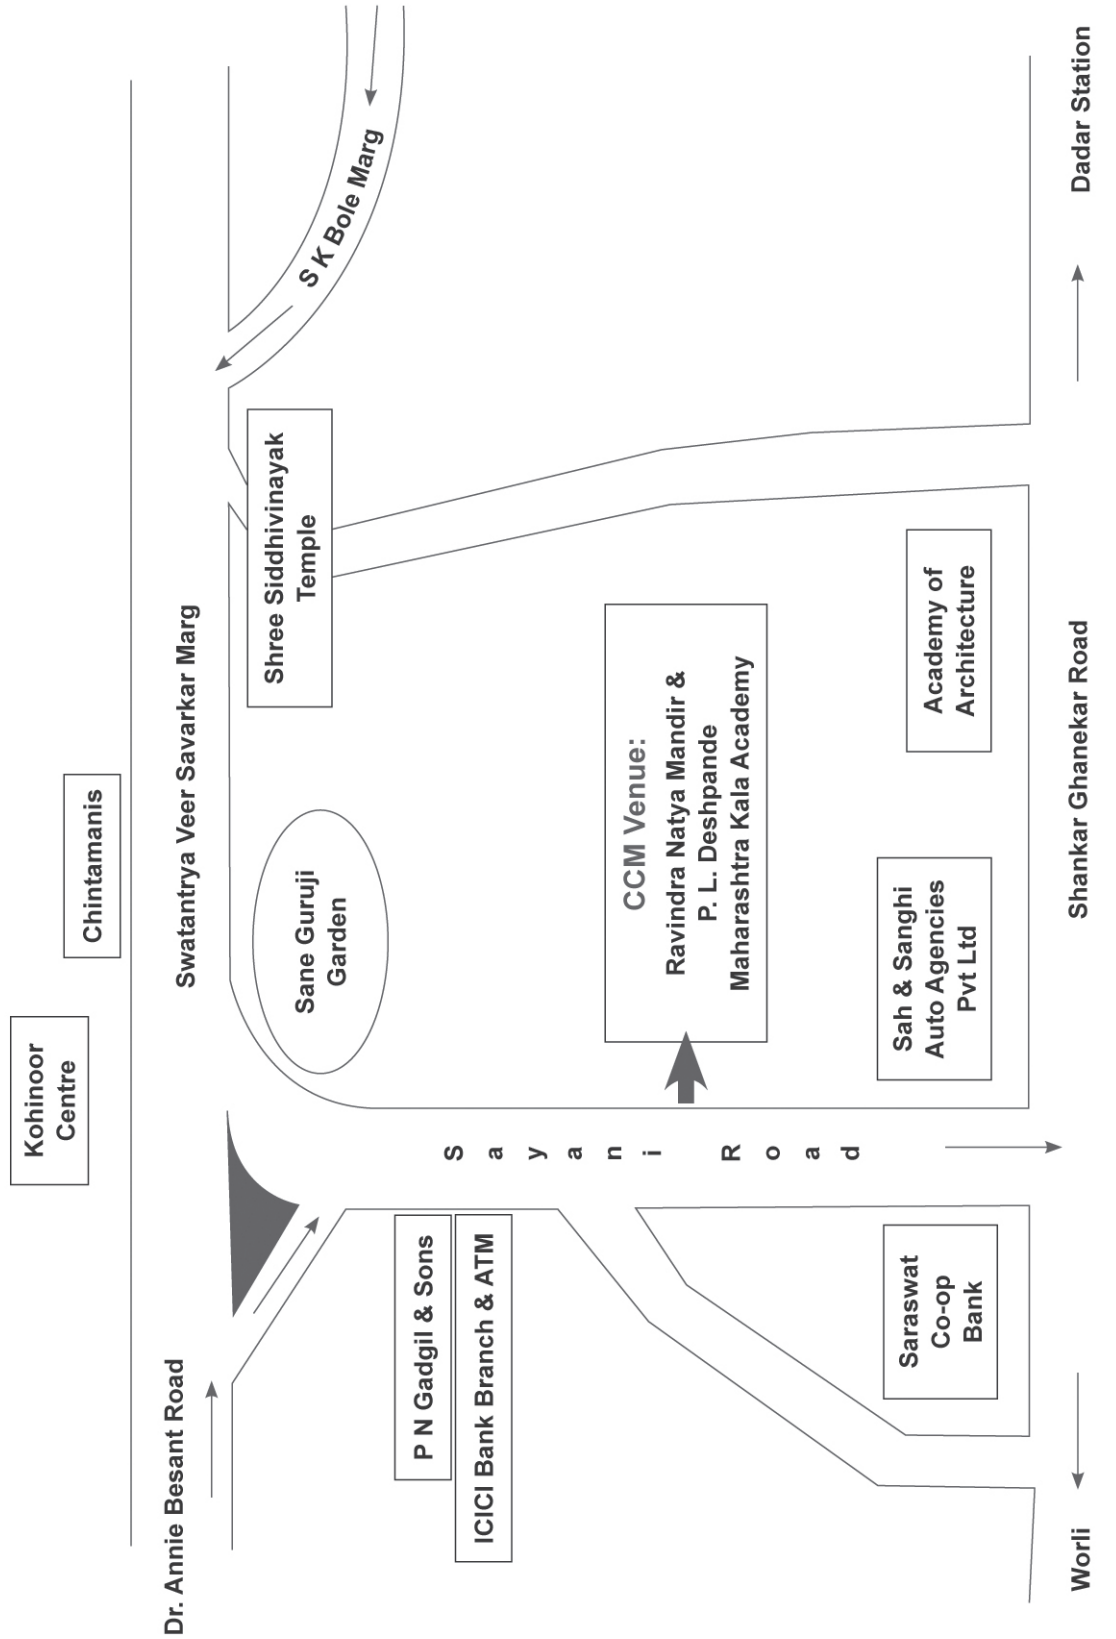 Kohinoor
Centre
Chintamanis
Dr. Annie Besant Road
Swatantrya Veer Savarkar Marg
S K Bole Marg
Shree Siddhivinayak
Temple
Sane Guruji
Garden
P N Gadgil & Sons
ICICI Bank Branch & ATM
Sayani Road
CCM Venue:
Ravindra Natya Mandir &
P. L. Deshpande
Maharashtra Kala Academy
Saraswat
Co-op
Bank
Sah & Sanghi
Auto Agencies
Pvt Ltd
Academy of
Architecture
Worli
Shankar Ghanekar Road
Dadar Station